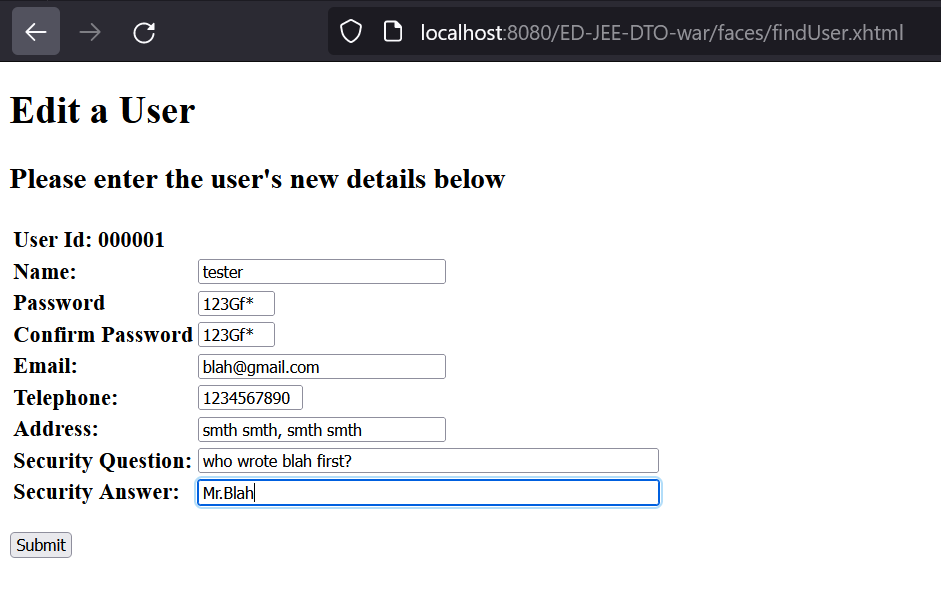 localhost:8080/ED-JEE-DTO-war/faces/findUser.xhtml
Edit a User
Please enter the user's new details below
User Id: 000001
Name: tester
Password 123Gf*
Confirm Password 123Gf*
Email: blah@gmail.com
Telephone: 1234567890
Address: smth smth, smth smth
Security Question: who wrote blah first?
Security Answer: Mr.Blah
Submit